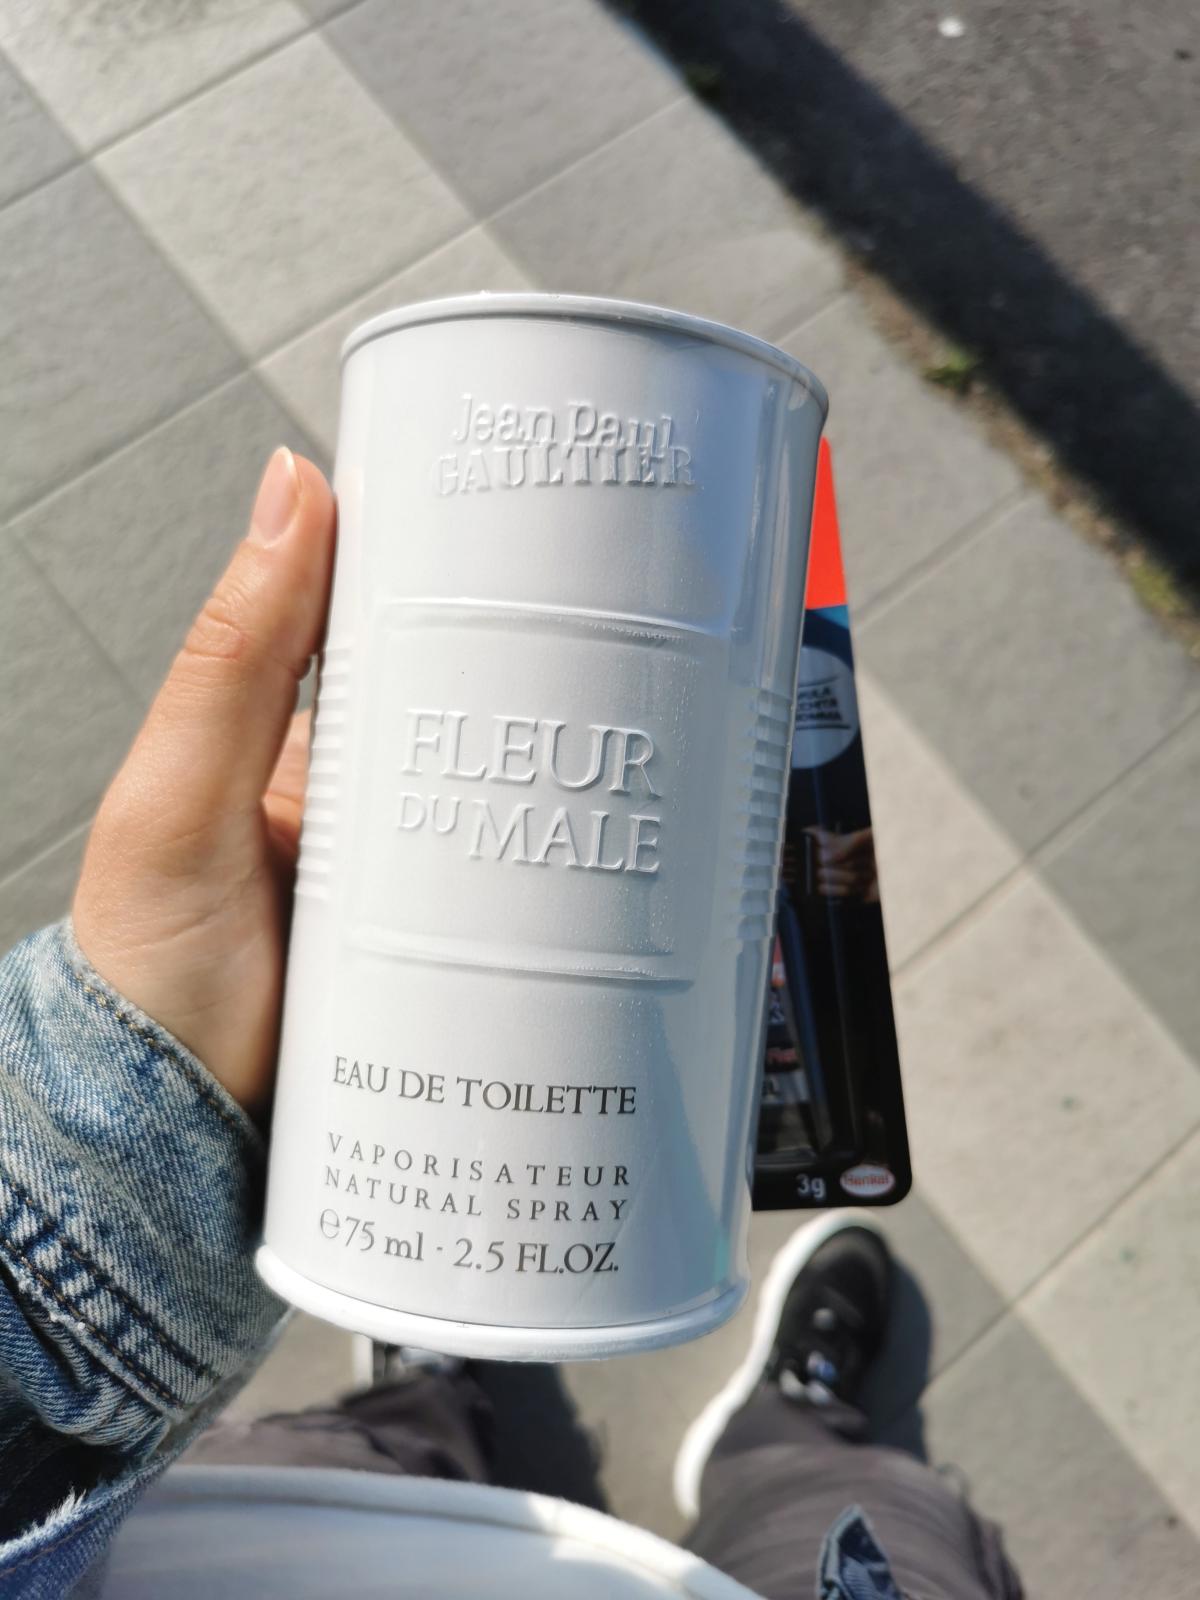 Jean Paul
GAULTIER
FLEUR
DU MALE
EAU DE TOILETTE
VAPORISATEUR
NATURAL SPRAY
℮75 ml · 2.5 FL.OZ.
3g
Henkel